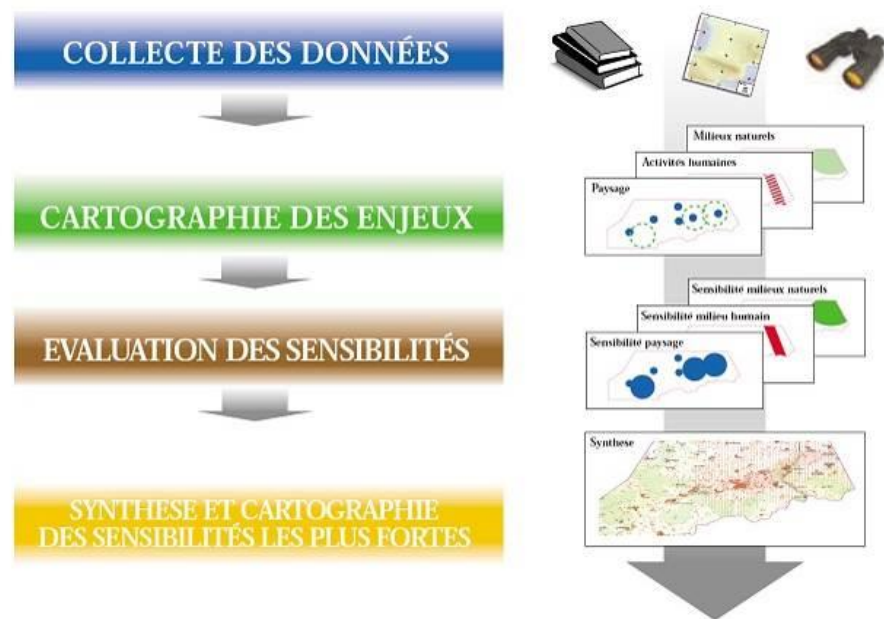 COLLECTE DES DONNÉES
Milieux naturels
Activités humaines
Paysage
CARTOGRAPHIE DES ENJEUX
Sensibilité milieux naturels
Sensibilité milieu humain
Sensibilité paysage
EVALUATION DES SENSIBILITÉS
Synthese
SYNTHESE ET CARTOGRAPHIE
DES SENSIBILITÉS LES PLUS FORTES